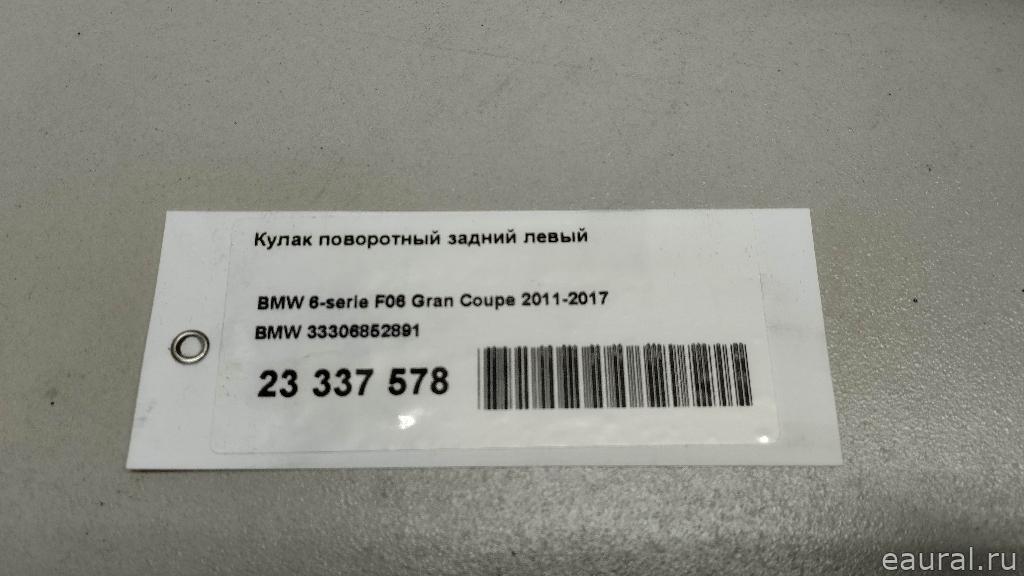 Кулак поворотный задний левый
BMW 6-serie F06 Gran Coupe 2011-2017
BMW 33306852891
23 337 578
eaural.ru